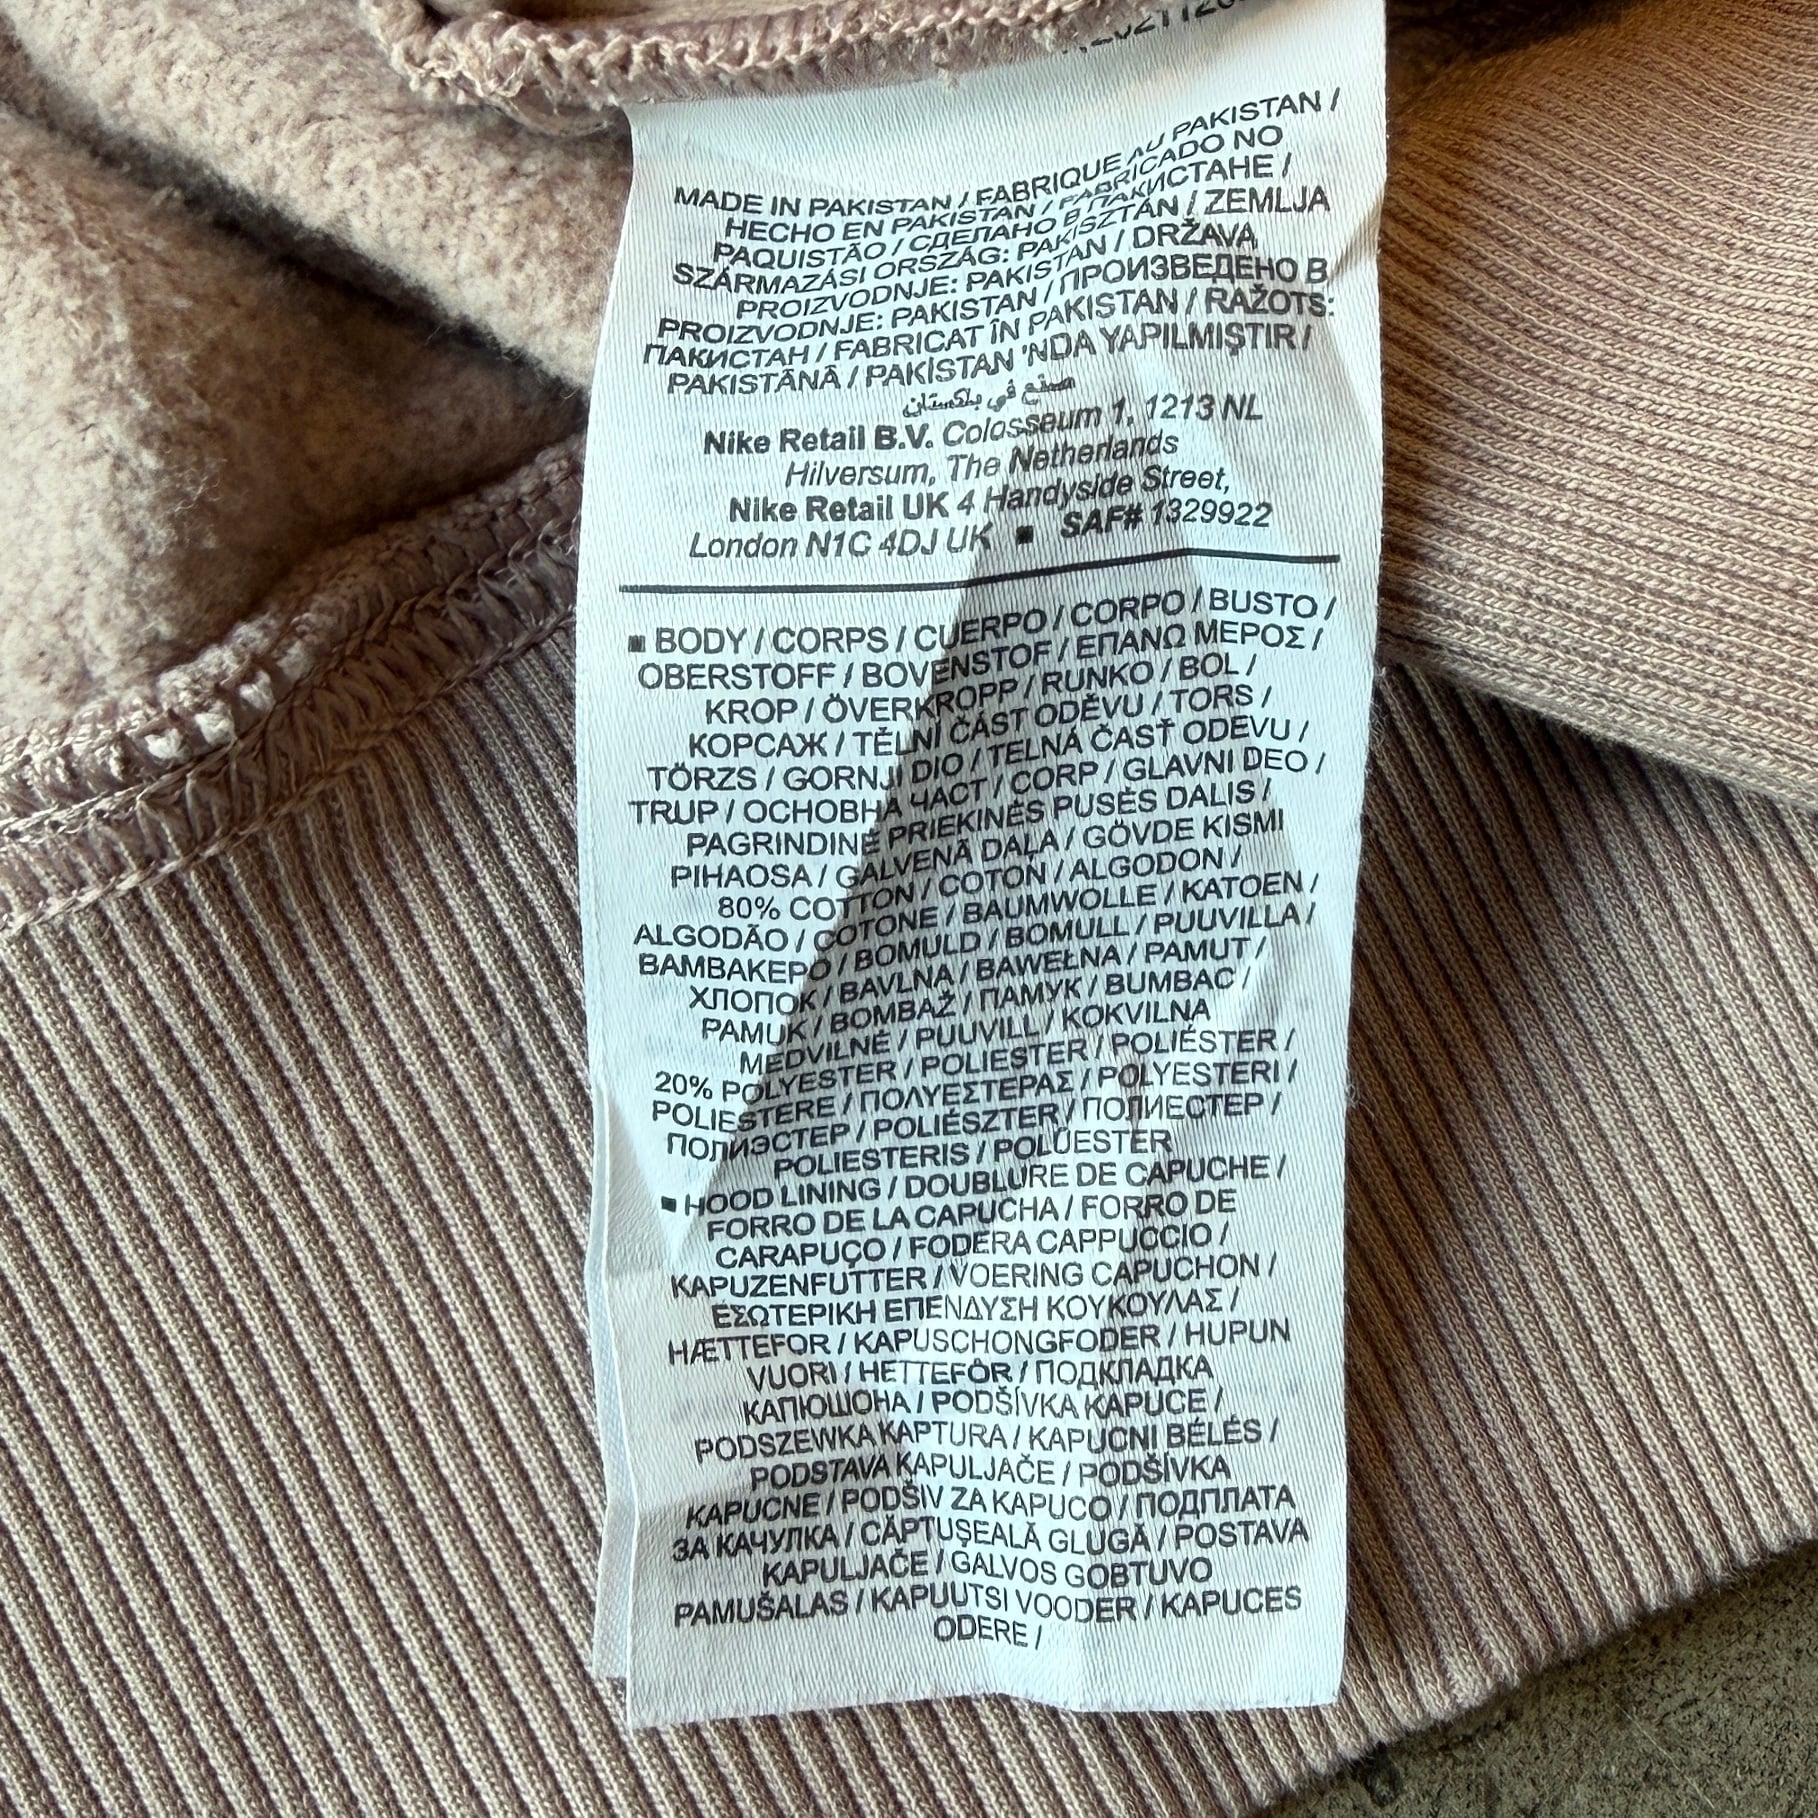 MADE IN PAKISTAN / FABRIQUE AU PAKISTAN /
HECHO EN PAKISTAN / FABRICADO NO
PAQUISTÃO / СДЕЛАНО В ПАКИСТАНЕ /
SZÁRMAZÁSI ORSZÁG: PAKISZTÁN / ZEMLJA
PROIZVODNJE: PAKISTAN / DRŽAVA
PROIZVODNJE: PAKISTAN / ПРОИЗВЕДЕНО В
ПАКИСТАН / FABRICAT ÎN PAKISTAN / RAŽOTS:
PAKISTĀNĀ / PAKİSTAN 'NDA YAPILMIŞTIR /
صنع في باكستان
Nike Retail B.V. Colosseum 1, 1213 NL
Hilversum, The Netherlands
Nike Retail UK 4 Handyside Street,
London N1C 4DJ UK ■ SAF# 1329922
■ BODY / CORPS / CUERPO / CORPO / BUSTO /
OBERSTOFF / BOVENSTOF / ΕΠΑΝΩ ΜΕΡΟΣ /
KROP / ÖVERKROPP / RUNKO / BOL /
КОРСАЖ / TĚLNÍ ČÁST ODĚVU / TORS /
TÖRZS / GORNJI DIO / TELNÁ ČASŤ ODEVU /
TRUP / ОСНОВНА ЧАСТ / CORP / GLAVNI DEO /
PAGRINDINĖ PRIEKINĖS PUSĖS DALIS /
PIHAOSA / GALVENĀ DAĻA / GÖVDE KISMI
80% COTTON / COTON / ALGODON /
ALGODÃO / COTONE / BAUMWOLLE / KATOEN /
ΒΑΜΒΑΚΕΡΟ / BOMULD / BOMULL / PUUVILLA /
ХЛОПОК / BAVLNA / BAWEŁNA / PAMUT /
PAMUK / BOMBAŽ / ПАМУК / BUMBAC /
MEDVILNĖ / PUUVILL / KOKVILNA
20% POLYESTER / POLIESTER / POLIÉSTER /
POLIESTERE / ΠΟΛΥΕΣΤΕΡΑΣ / POLYESTERI /
ПОЛИЭСТЕР / POLIÉSZTER / ПОЛИЕСТЕР /
POLIESTERIS / POLÜESTER
■ HOOD LINING / DOUBLURE DE CAPUCHE /
FORRO DE LA CAPUCHA / FORRO DE
CARAPUÇO / FODERA CAPPUCCIO /
KAPUZENFUTTER / VOERING CAPUCHON /
ΕΣΩΤΕΡΙΚΗ ΕΠΕΝΔΥΣΗ ΚΟΥΚΟΥΛΑΣ /
HÆTTEFOR / KAPUSCHONGFODER / HUPUN
VUORI / HETTEFÔR / ПОДКЛАДКА
КАПЮШОНА / PODŠÍVKA KAPUCE /
PODSZEWKA KAPTURA / KAPUCNI BÉLÉS /
PODSTAVA KAPULJAČE / PODŠÍVKA
KAPUCNE / PODŠIV ZA KAPUCO / ПОДПЛАТА
ЗА КАЧУЛКА / CĂPTUȘEALĂ GLUGĂ / POSTAVA
KAPULJAČE / GALVOS GOBTUVO
PAMUŠALAS / KAPUUTSI VOODER / KAPUCES
ODERE /